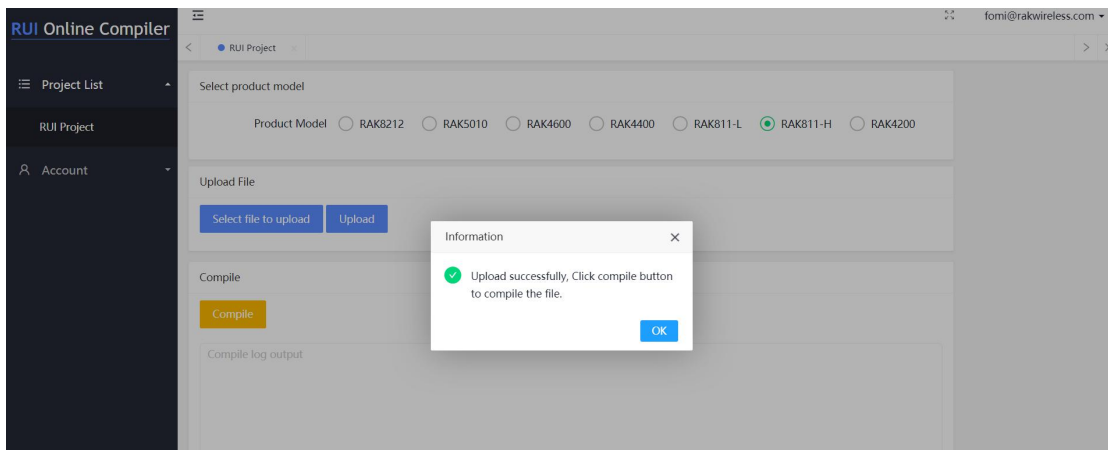 RUI Online Compiler
fomi@rakwireless.com
RUI Project
Project List
RUI Project
Account
Select product model
Product Model RAK8212 RAK5010 RAK4600 RAK4400 RAK811-L RAK811-H RAK4200
Upload File
Select file to upload Upload
Information
Upload successfully, Click compile button
to compile the file.
OK
Compile
Compile
Compile log output